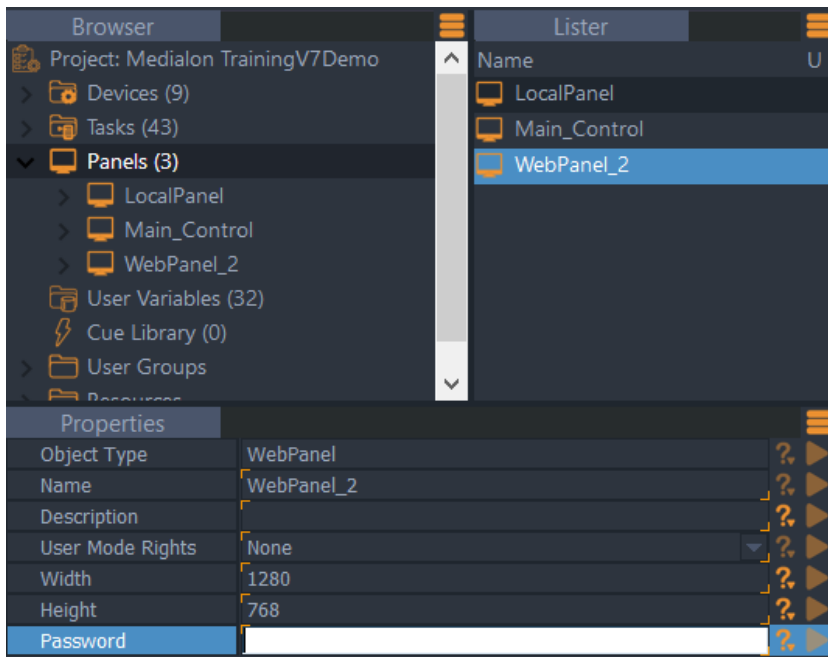 Browser
Project: Medialon TrainingV7Demo
Devices (9)
Tasks (43)
Panels (3)
LocalPanel
Main_Control
WebPanel_2
User Variables (32)
Cue Library (0)
User Groups
Resources
Lister
Name U
LocalPanel
Main_Control
WebPanel_2
Properties
Object Type WebPanel
Name WebPanel_2
Description
User Mode Rights None
Width 1280
Height 768
Password